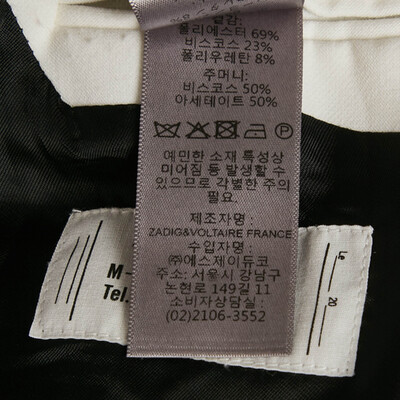 겉감:
폴리에스터 69%
비스코스 23%
폴리우레탄 8%
주머니:
비스코스 50%
아세테이트 50%
P
예민한 소재 특성상
미어짐 등 발생할 수
있으므로 각별한 주의
필요.
제조자명 :
ZADIG&VOLTAIRE FRANCE
수입자명 :
㈜에스제이듀코
주소: 서울시 강남구
논현로 149길 11
소비자상담실:
(02)2106-3552
M-
Tel.
Le
20